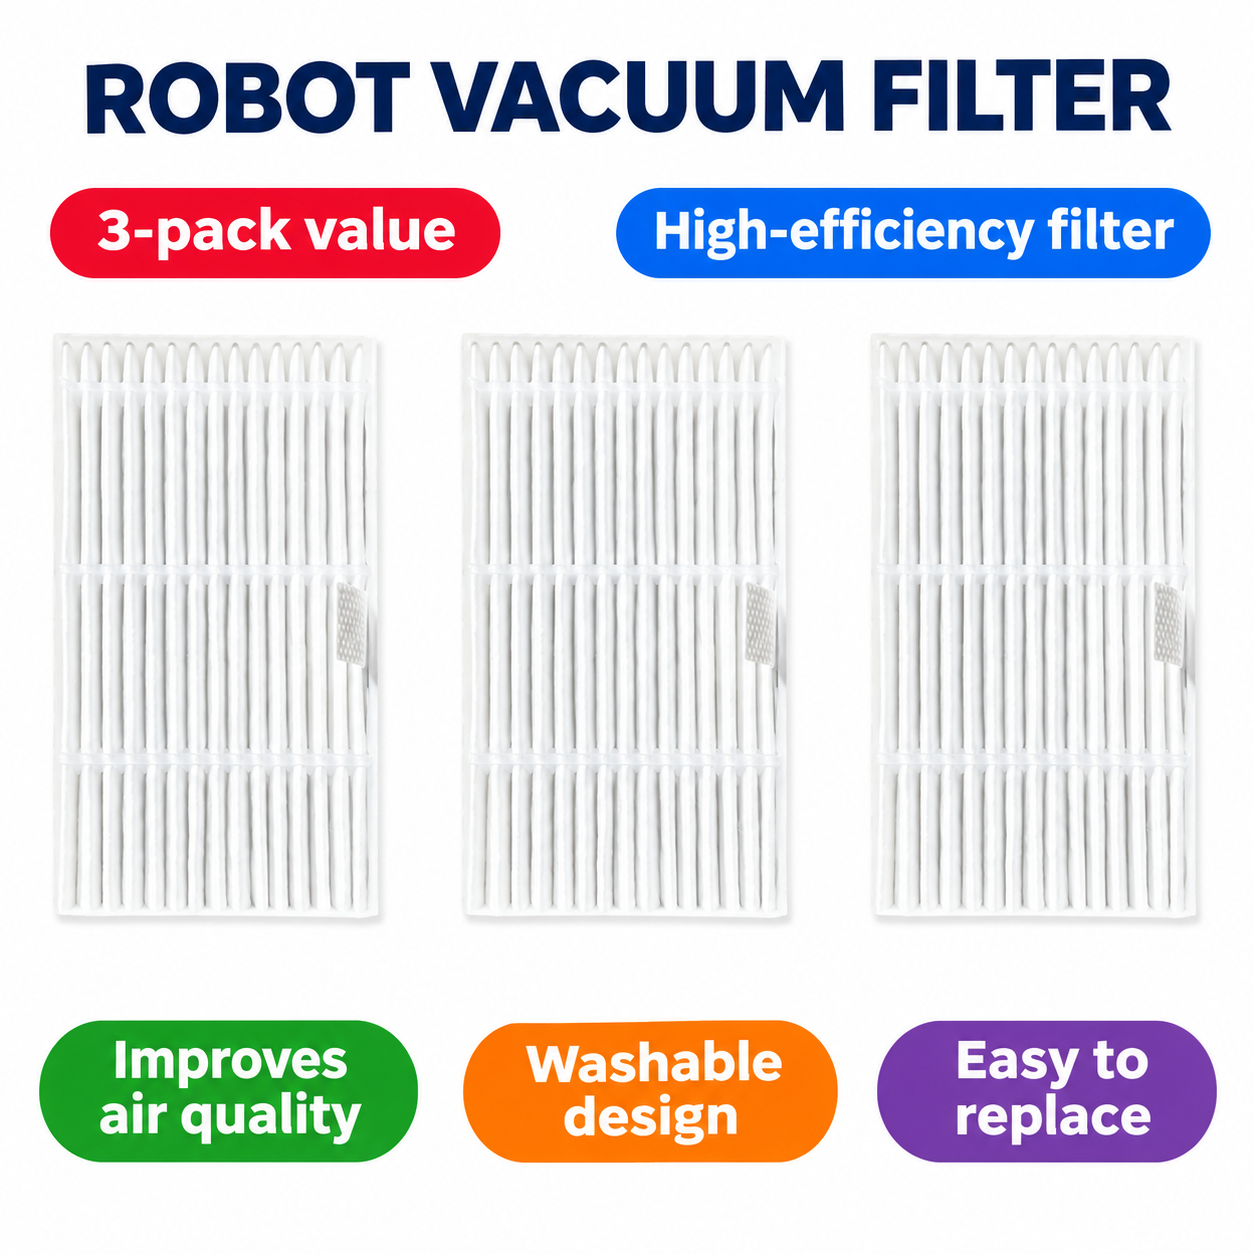 ROBOT VACUUM FILTER
3-pack value
High-efficiency filter
Improves
air quality
Washable
design
Easy to
replace